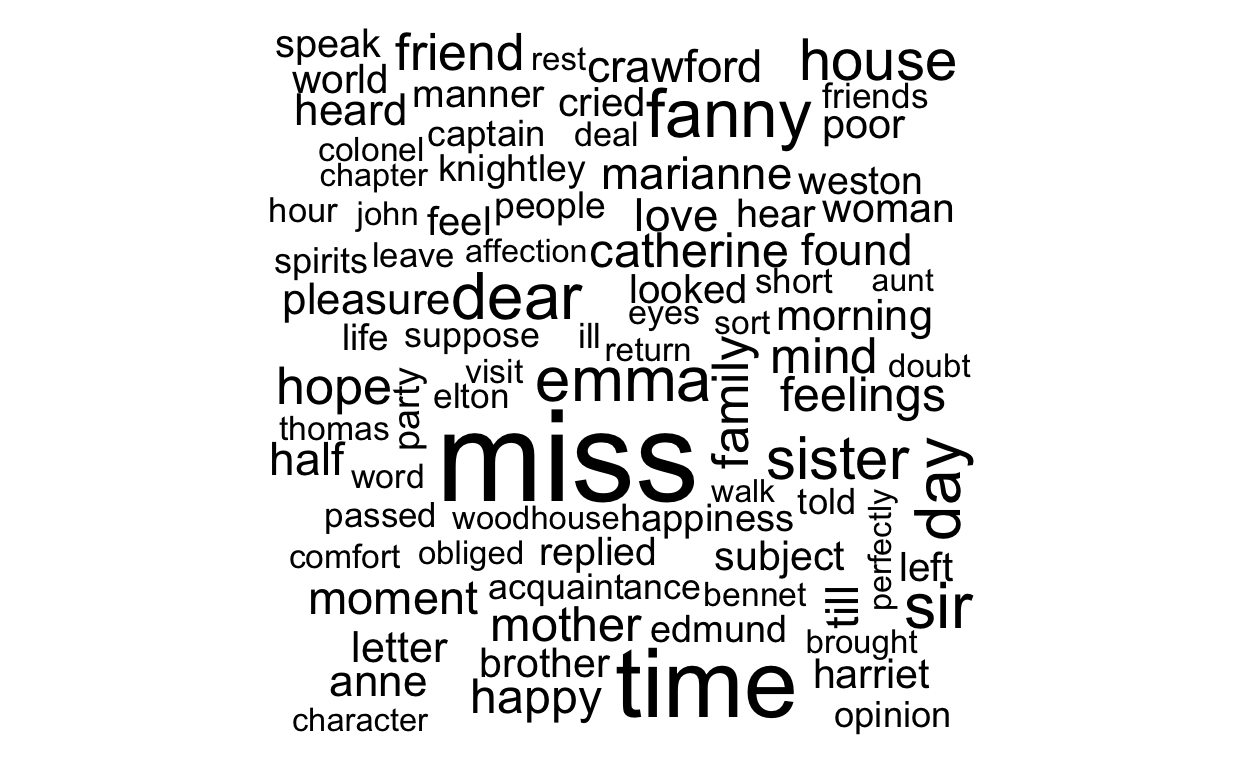 speak friend rest crawford house
world manner cried fanny friends
heard captain deal poor
colonel knightley marianne weston
chapter
hour john feel people love hear woman
spirits leave affection catherine found
pleasure dear looked short aunt
eyes sort morning
life suppose ill return mind doubt
hope party visit emma family feelings
elton
thomas miss sister day
half word walk told perfectly
passed woodhouse happiness
comfort obliged replied subject left
moment acquaintance bennet till sir
mother edmund brought
letter brother time harriet
anne happy
character opinion